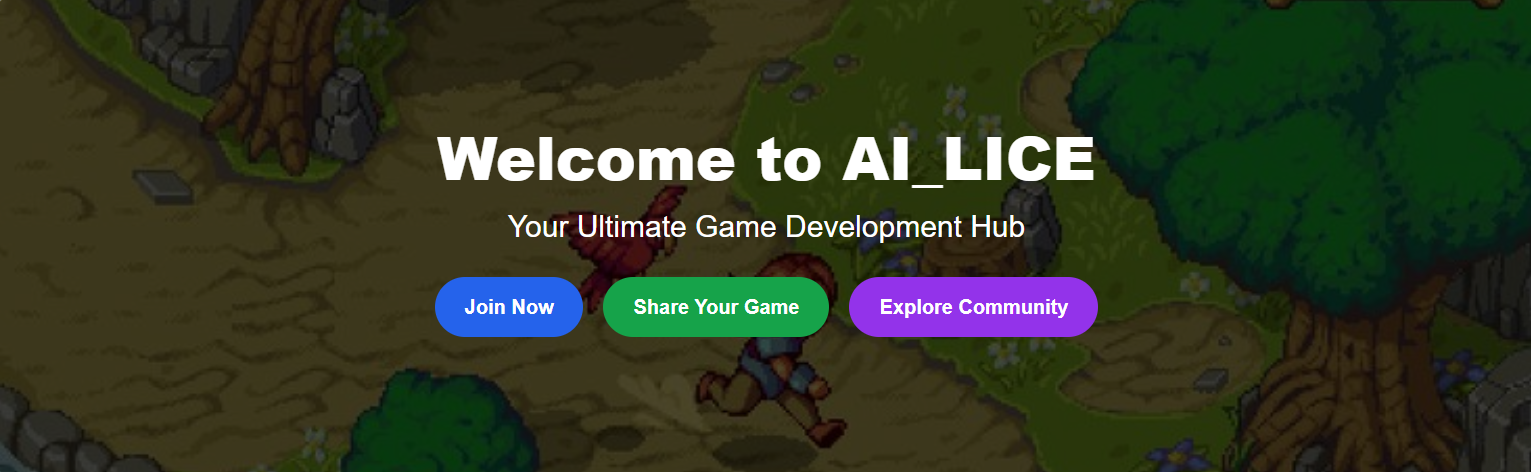 Welcome to AI_LICE
Your Ultimate Game Development Hub
Join Now
Share Your Game
Explore Community